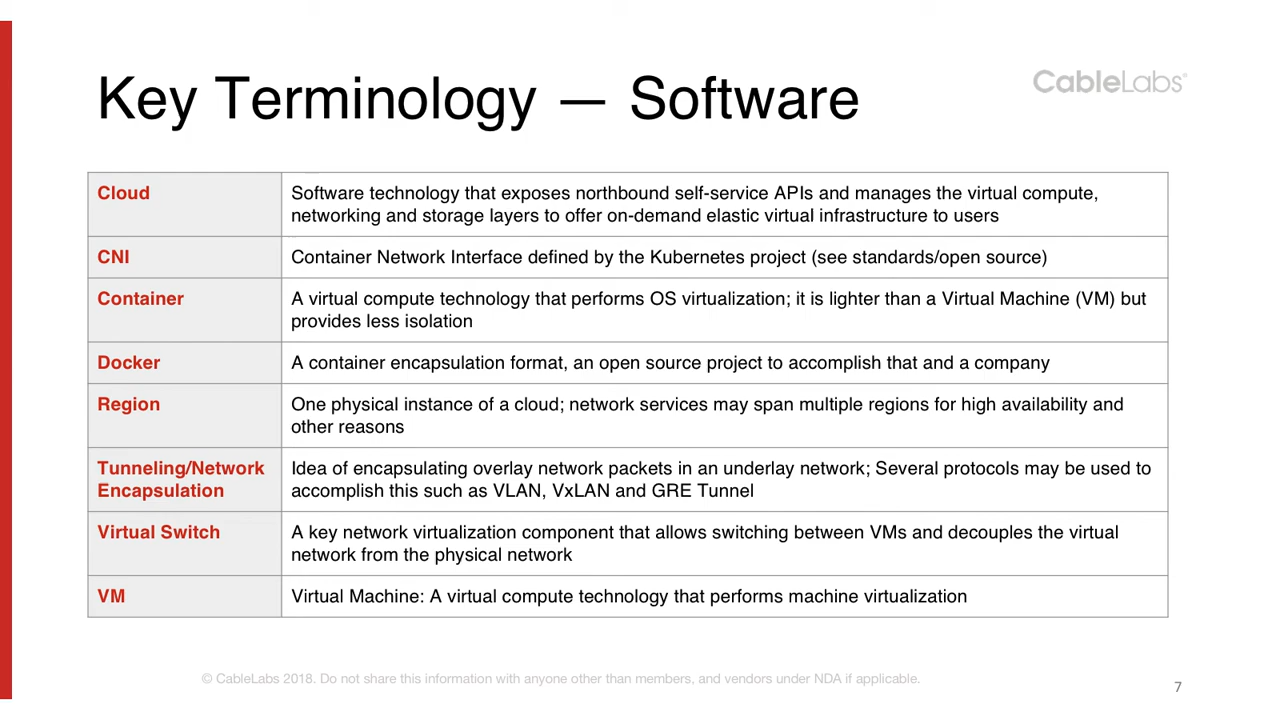 Key Terminology — Software
CableLabs®
Cloud
Software technology that exposes northbound self-service APIs and manages the virtual compute,
networking and storage layers to offer on-demand elastic virtual infrastructure to users
CNI
Container Network Interface defined by the Kubernetes project (see standards/open source)
Container
A virtual compute technology that performs OS virtualization; it is lighter than a Virtual Machine (VM) but
provides less isolation
Docker
A container encapsulation format, an open source project to accomplish that and a company
Region
One physical instance of a cloud; network services may span multiple regions for high availability and
other reasons
Tunneling/Network
Encapsulation
Idea of encapsulating overlay network packets in an underlay network; Several protocols may be used to
accomplish this such as VLAN, VxLAN and GRE Tunnel
Virtual Switch
A key network virtualization component that allows switching between VMs and decouples the virtual
network from the physical network
VM
Virtual Machine: A virtual compute technology that performs machine virtualization
© CableLabs 2018. Do not share this information with anyone other than members, and vendors under NDA if applicable.
7